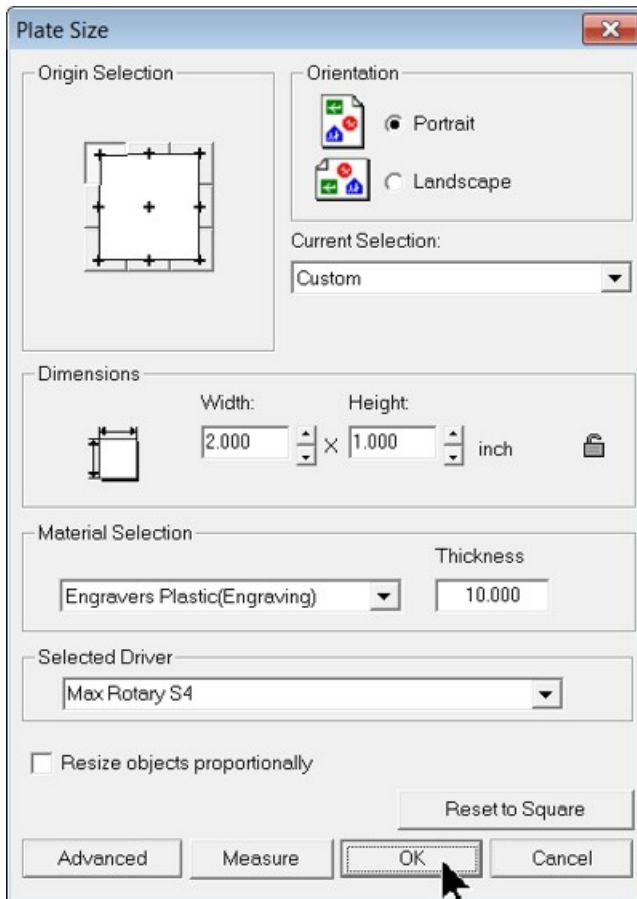 Plate Size
Origin Selection
Orientation
Portrait
Landscape
Current Selection:
Custom
Dimensions
Width:
Height:
2.000 X 1.000 inch
Material Selection
Thickness
Engravers Plastic(Engraving) 10.000
Selected Driver
Max Rotary S4
Resize objects proportionally
Reset to Square
Advanced Measure OK Cancel